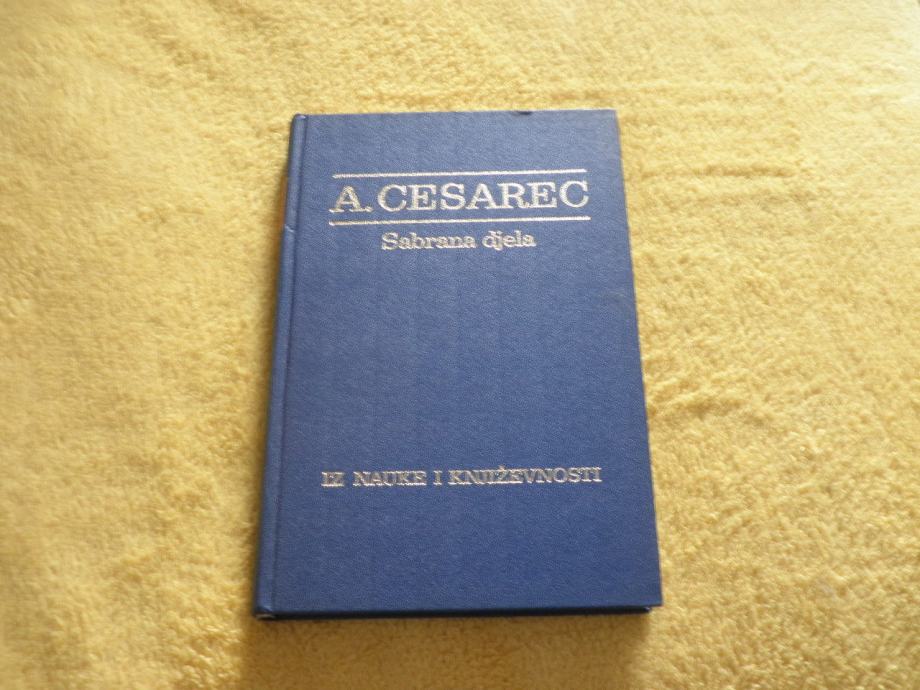 A. CESAREC
Sabrana djela
IZ NAUKE I KNJIŽEVNOSTI